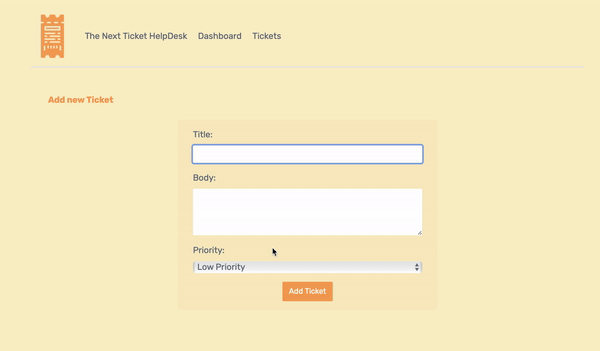 The Next Ticket HelpDesk Dashboard Tickets
Add new Ticket
Title:
Body:
Priority:
Low Priority
Add Ticket